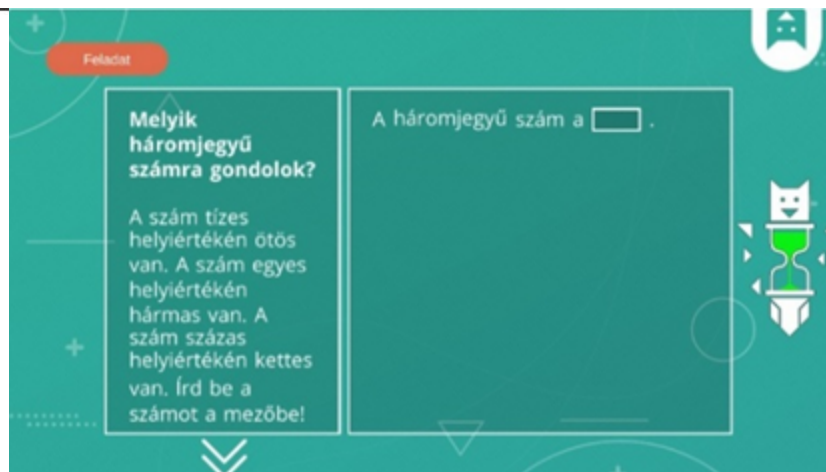 Feladat
Melyik
háromjegyű
számra gondolok?
A szám tízes
helyiértékén ötös
van. A szám egyes
helyiértékén
hármas van. A
szám százas
helyiértékén kettes
van. Írd be a
számot a mezőbe!
A háromjegyű szám a .